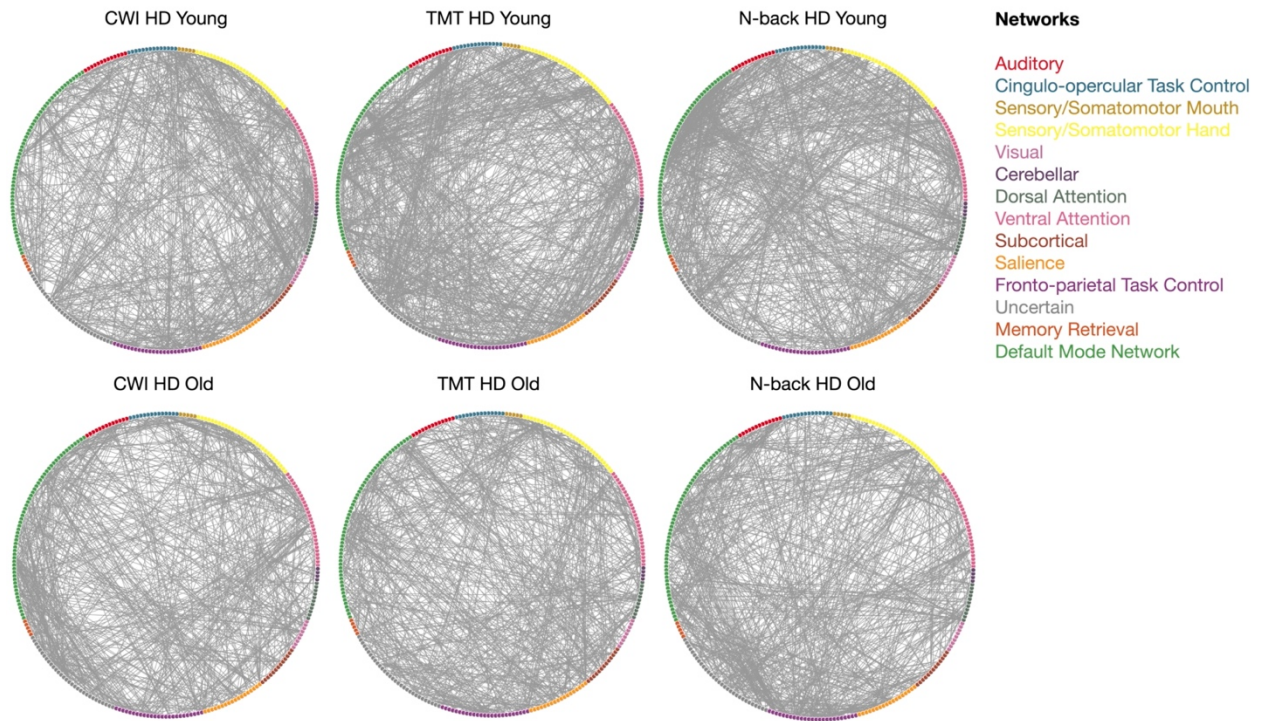 CWI HD Young
TMT HD Young
N-back HD Young
Networks
Auditory
Cingulo-opercular Task Control
Sensory/Somatomotor Mouth
Sensory/Somatomotor Hand
Visual
Cerebellar
Dorsal Attention
Ventral Attention
Subcortical
Salience
Fronto-parietal Task Control
Uncertain
Memory Retrieval
Default Mode Network
CWI HD Old
TMT HD Old
N-back HD Old